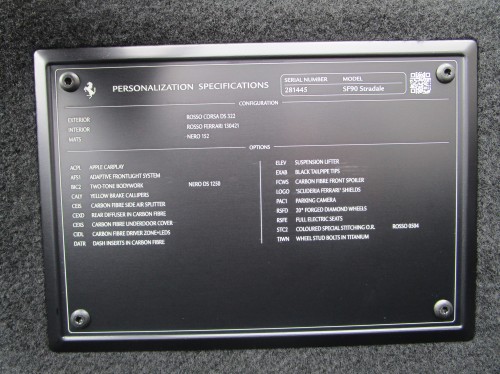 PERSONALIZATION SPECIFICATIONS
SERIAL NUMBER MODEL
281445 SF90 Stradale
CONFIGURATION
EXTERIOR ROSSO CORSA DS 322
INTERIOR ROSSO FERRARI 130421
MATS NERO 152
OPTIONS
ACPL APPLE CARPLAY
AFS1 ADAPTIVE FRONTLIGHT SYSTEM
BIC2 TWO-TONE BODYWORK NERO DS 1250
CALY YELLOW BRAKE CALLIPERS
CEIS CARBON FIBRE SIDE AIR SPLITTER
CEXD REAR DIFFUSER IN CARBON FIBRE
CEXS CARBON FIBRE UNDERDOOR COVER
CIDL CARBON FIBRE DRIVER ZONE+LEDS
DATR DASH INSERTS IN CARBON FIBRE
ELEV SUSPENSION LIFTER
EXAB BLACK TAILPIPE TIPS
FCWS CARBON FIBRE FRONT SPOILER
LOGO "SCUDERIA FERRARI" SHIELDS
PAC1 PARKING CAMERA
RSFD 20" FORGED DIAMOND WHEELS
RSFE FULL ELECTRIC SEATS
STC2 COLOURED SPECIAL STITCHING O.R. ROSSO 8584
TIWN WHEEL STUD BOLTS IN TITANIUM